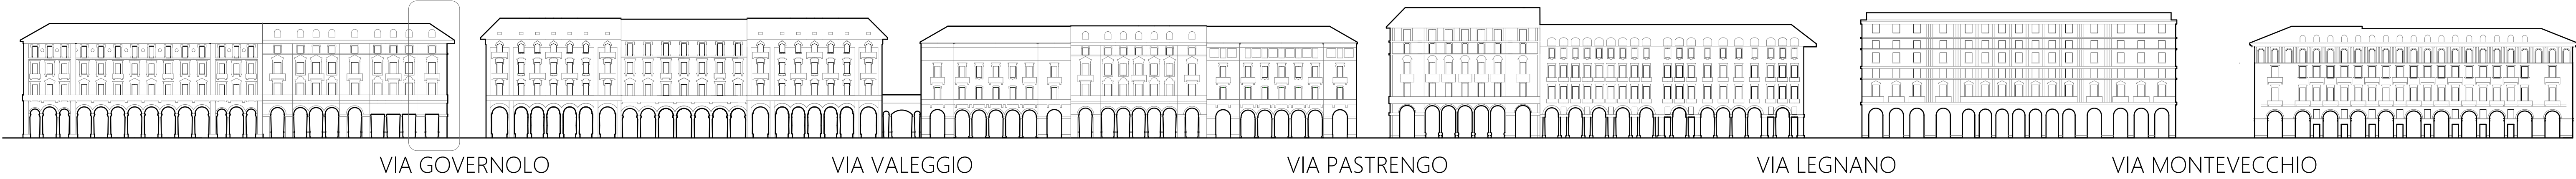 VIA GOVERNOLO
VIA VALEGGIO
VIA PASTRENGO
VIA LEGNANO
VIA MONTEVECCHIO